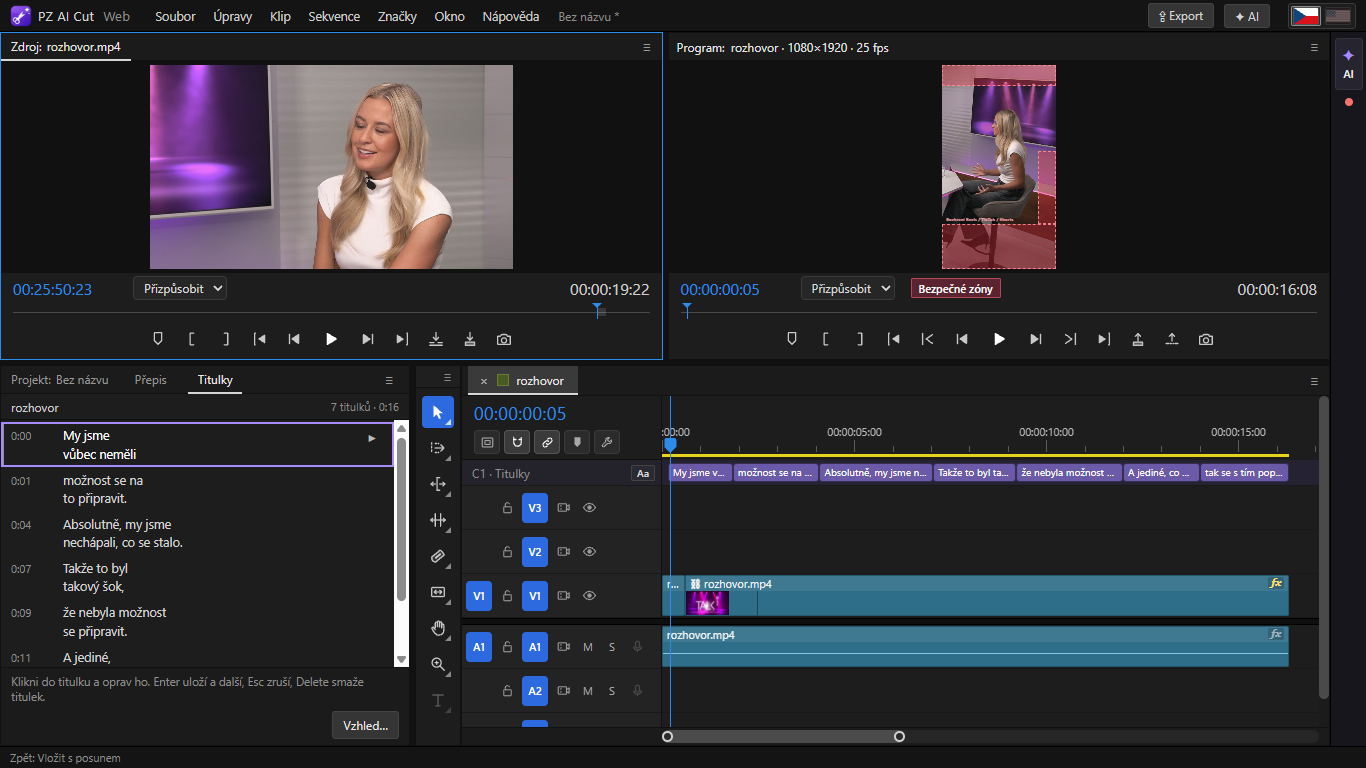 PZ AI Cut Web Soubor Úpravy Klip Sekvence Značky Okno Nápověda Bez názvu * Export AI
Zdroj: rozhovor.mp4
00:25:50:23 Přizpůsobit 00:00:19:22
Program: rozhovor · 1080×1920 · 25 fps
Bezpečné zóny
00:00:00:05 Přizpůsobit Bezpečné zóny 00:00:16:08
AI
Projekt: Bez názvu Přepis Titulky
rozhovor 7 titulků · 0:16
0:00 My jsme
vůbec neměli
0:01 možnost se na
to připravit.
0:04 Absolutně, my jsme
nechápali, co se stalo.
0:07 Takže to byl
takový šok,
0:09 že nebyla možnost
se připravit.
0:11 A jediné,
Klikni do titulku a oprav ho. Enter uloží a další, Esc zruší, Delete smaže
titulek.
Vzhled...
T
rozhovor
00:00:00:05
:00:00 00:00:05:00 00:00:10:00 00:00:15:00
C1 · Titulky Aa
My jsme v... možnost se na ... Absolutně, my jsme n... Takže to byl ta... že nebyla možnost ... A jediné, co ... tak se s tím pop...
V3
V2
V1 V1
r... rozhovor.mp4 fx
TALK
A1 A1 M S
rozhovor.mp4 fx
A2 M S
Zpět: Vložit s posunem